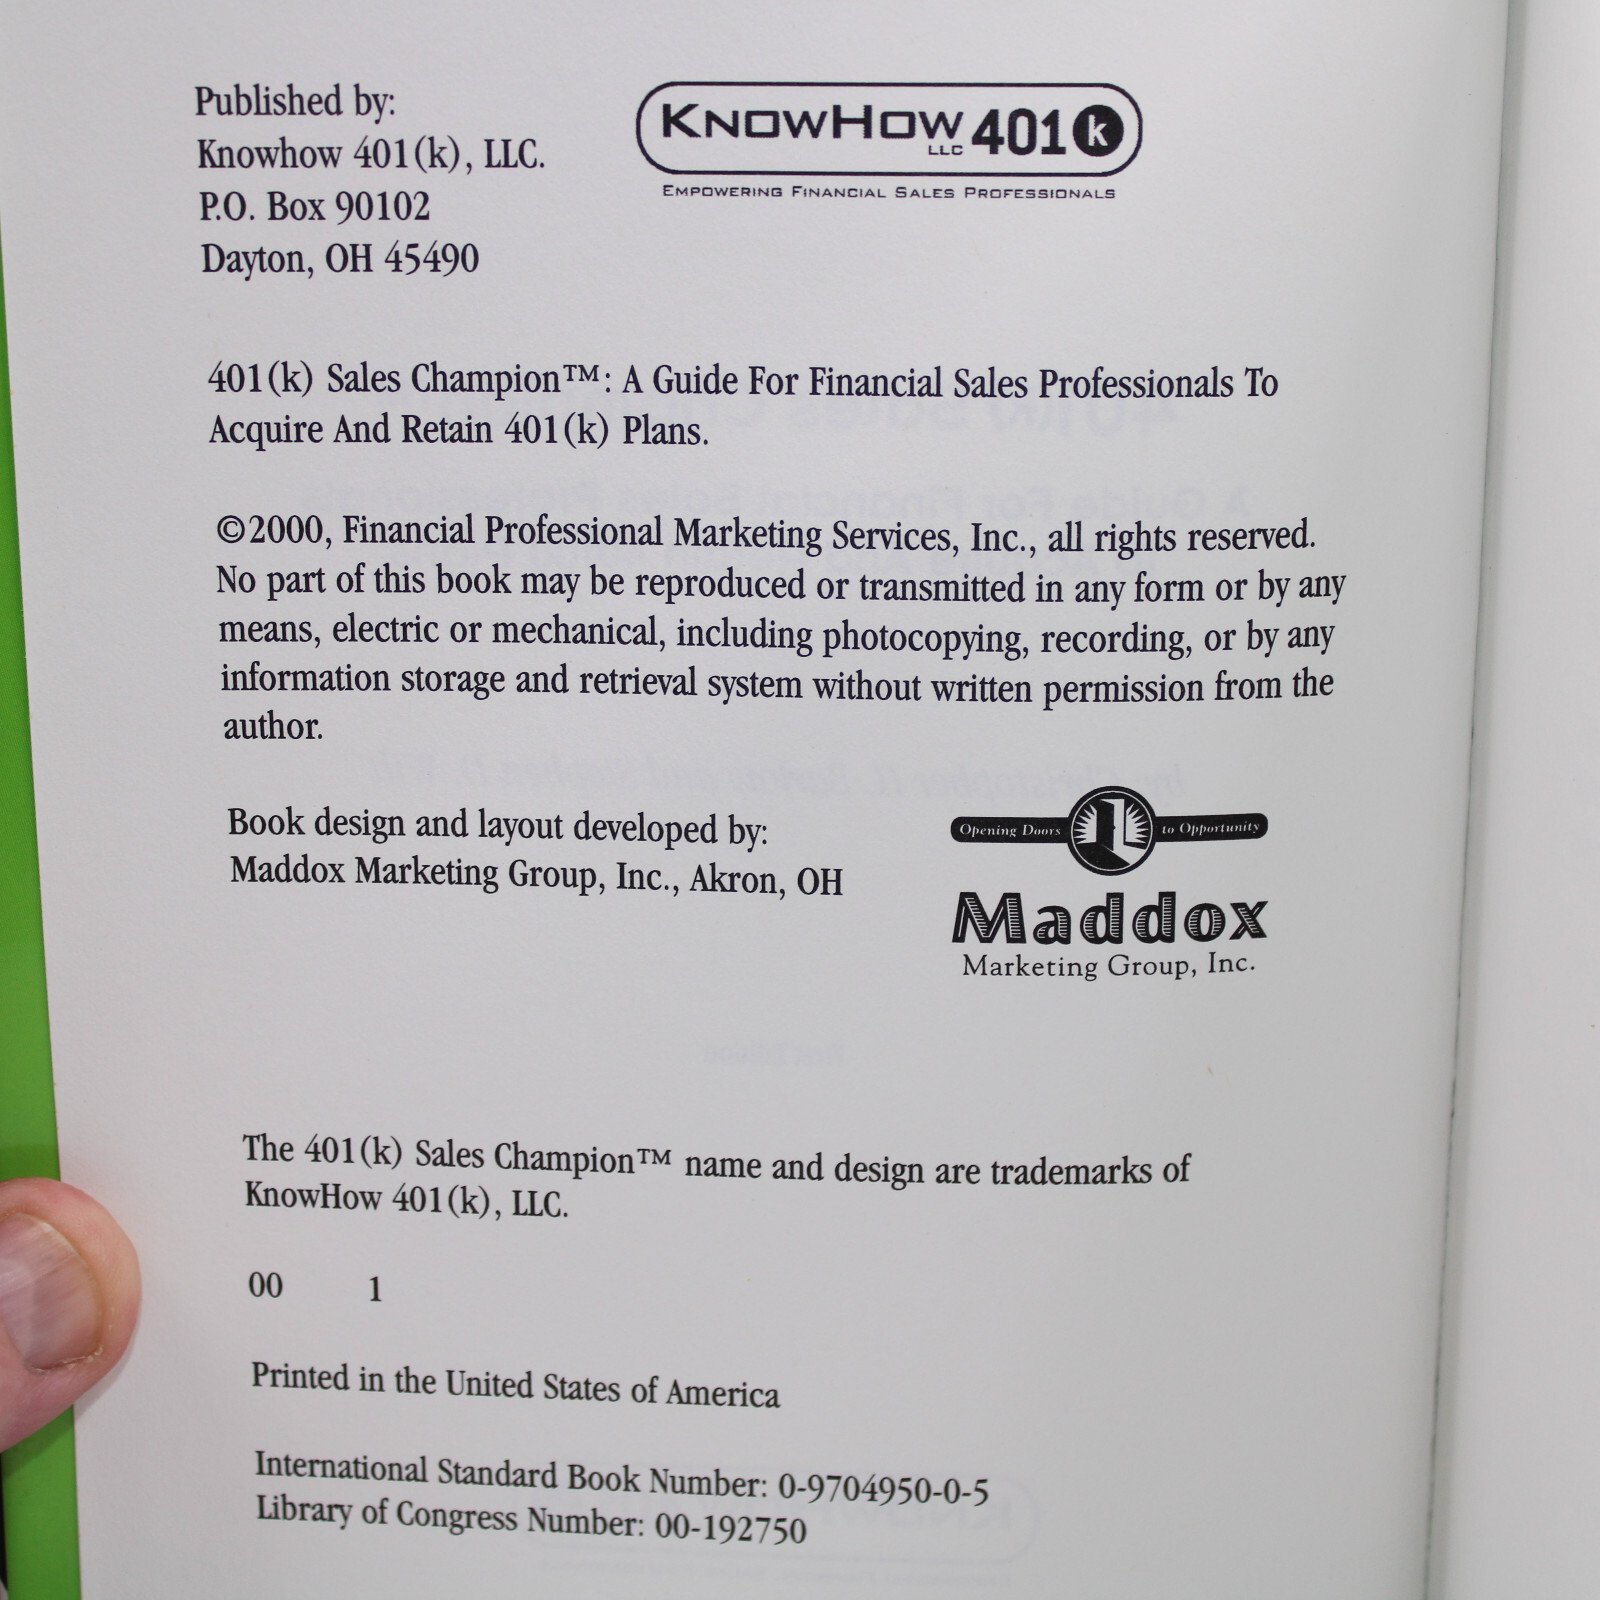 Published by:
Knowhow 401(k), LLC.
P.O. Box 90102
Dayton, OH 45490
KNOWHOW LLC 401k
EMPOWERING FINANCIAL SALES PROFESSIONALS
401(k) Sales Champion™: A Guide For Financial Sales Professionals To
Acquire And Retain 401(k) Plans.
©2000, Financial Professional Marketing Services, Inc., all rights reserved.
No part of this book may be reproduced or transmitted in any form or by any
means, electric or mechanical, including photocopying, recording, or by any
information storage and retrieval system without written permission from the
author.
Book design and layout developed by:
Maddox Marketing Group, Inc., Akron, OH
Opening Doors to Opportunity
Maddox
Marketing Group, Inc.
The 401(k) Sales Champion™ name and design are trademarks of
KnowHow 401(k), LLC.
00 1
Printed in the United States of America
International Standard Book Number: 0-9704950-0-5
Library of Congress Number: 00-192750